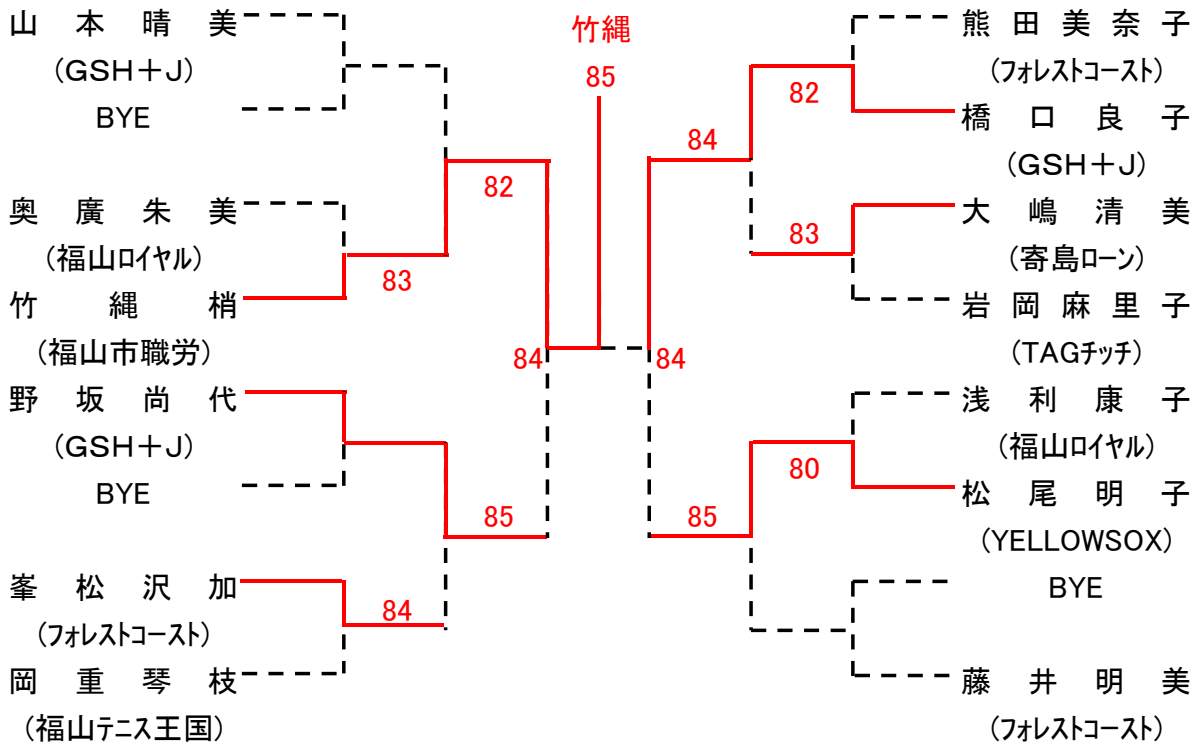 山本晴美
(GSH+J)
BYE
奥廣朱美
(福山ロイヤル)
竹縄梢
(福山市職労)
野坂尚代
(GSH+J)
BYE
峯松沢加
(フォレストコースト)
岡重琴枝
(福山テニス王国)
83
84
82
85
84
竹縄
85
84
84
85
82
83
80
熊田美奈子
(フォレストコースト)
橋口良子
(GSH+J)
大嶋清美
(寄島ローン)
岩岡麻里子
(TAGチッチ)
浅利康子
(福山ロイヤル)
松尾明子
(YELLOWSOX)
BYE
藤井明美
(フォレストコースト)